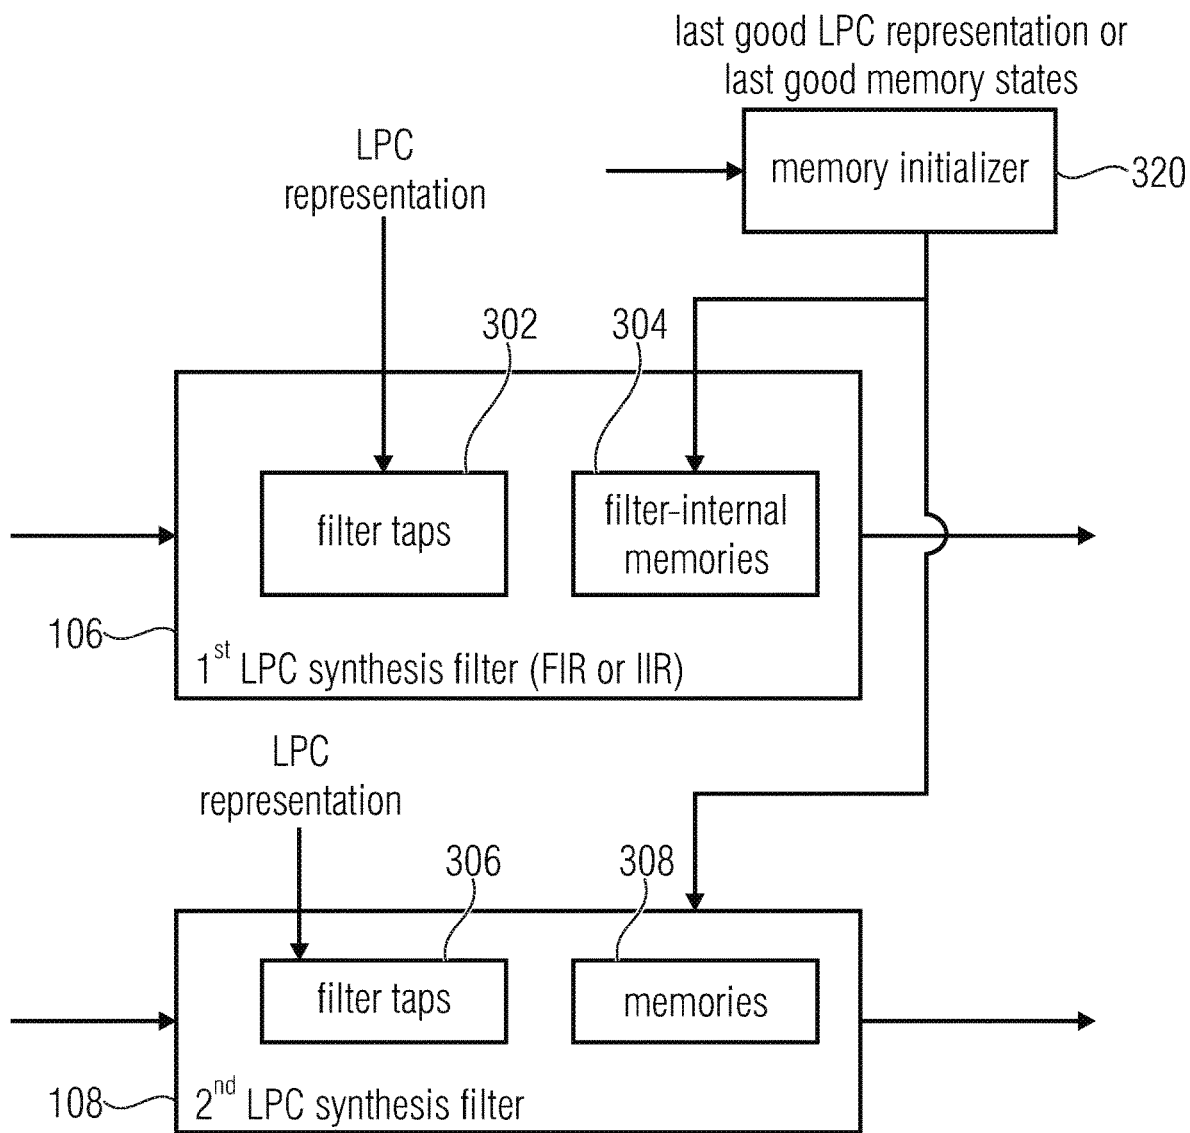 last good LPC representation or
last good memory states
memory initializer
320
LPC
representation
302
304
filter taps
filter-internal
memories
106
1st LPC synthesis filter (FIR or IIR)
LPC
representation
306
308
filter taps
memories
108
2nd LPC synthesis filter